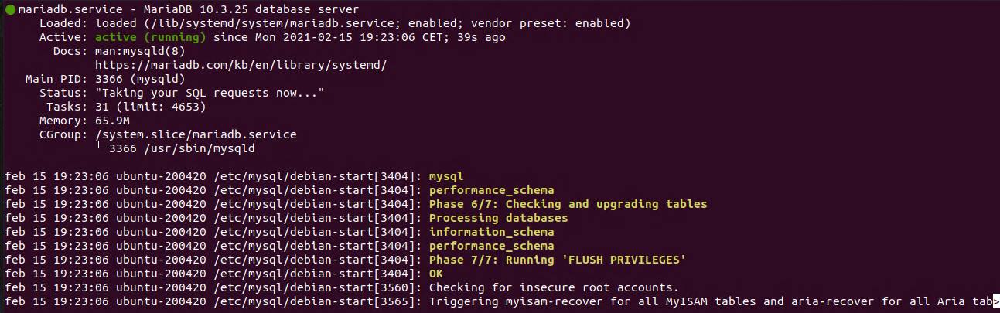 ●mariadb.service - MariaDB 10.3.25 database server
Loaded: loaded (/lib/systemd/system/mariadb.service; enabled; vendor preset: enabled)
Active: active (running) since Mon 2021-02-15 19:23:06 CET; 39s ago
Docs: man:mysqld(8)
https://mariadb.com/kb/en/library/systemd/
Main PID: 3366 (mysqld)
Status: "Taking your SQL requests now..."
Tasks: 31 (limit: 4653)
Memory: 65.9M
CGroup: /system.slice/mariadb.service
└─3366 /usr/sbin/mysqld
feb 15 19:23:06 ubuntu-200420 /etc/mysql/debian-start[3404]: mysql
feb 15 19:23:06 ubuntu-200420 /etc/mysql/debian-start[3404]: performance_schema
feb 15 19:23:06 ubuntu-200420 /etc/mysql/debian-start[3404]: Phase 6/7: Checking and upgrading tables
feb 15 19:23:06 ubuntu-200420 /etc/mysql/debian-start[3404]: Processing databases
feb 15 19:23:06 ubuntu-200420 /etc/mysql/debian-start[3404]: information_schema
feb 15 19:23:06 ubuntu-200420 /etc/mysql/debian-start[3404]: performance_schema
feb 15 19:23:06 ubuntu-200420 /etc/mysql/debian-start[3404]: Phase 7/7: Running 'FLUSH PRIVILEGES'
feb 15 19:23:06 ubuntu-200420 /etc/mysql/debian-start[3404]: OK
feb 15 19:23:06 ubuntu-200420 /etc/mysql/debian-start[3560]: Checking for insecure root accounts.
feb 15 19:23:06 ubuntu-200420 /etc/mysql/debian-start[3565]: Triggering myisam-recover for all MyISAM tables and aria-recover for all Aria tab>